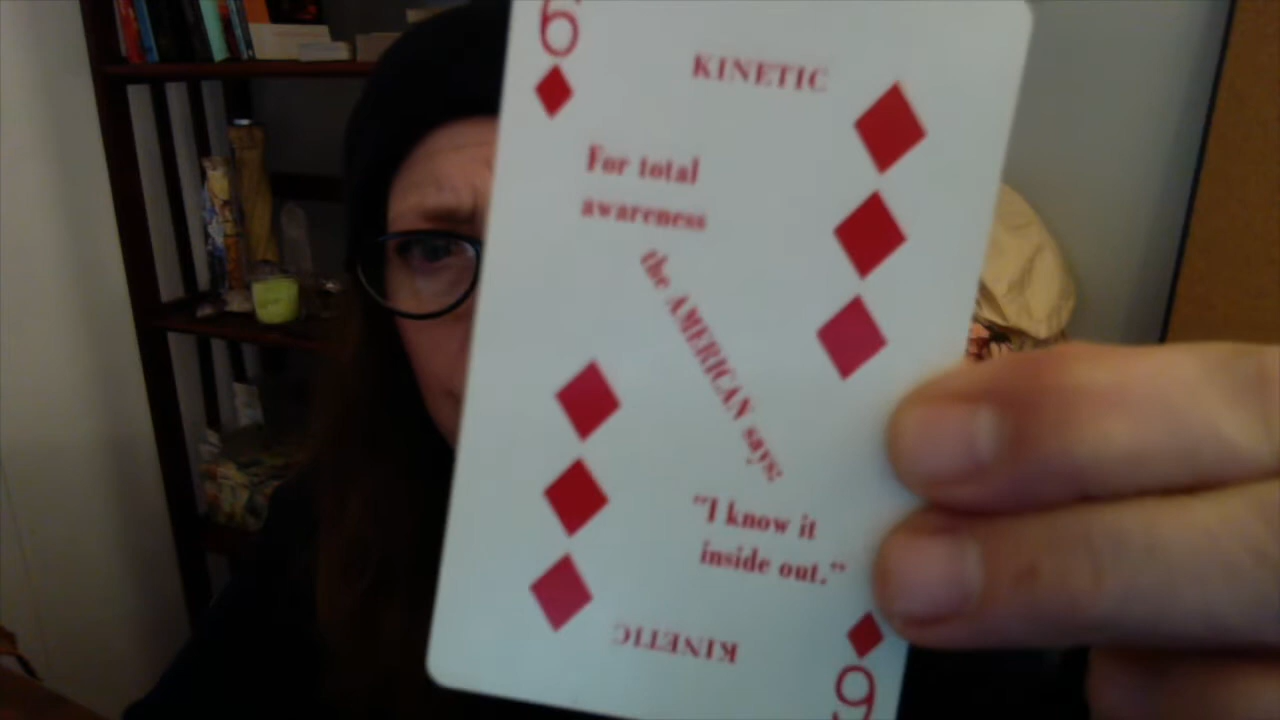 6
KINETIC
For total
awareness
the AMERICAN says:
"I know it
inside out."
KINETIC
6